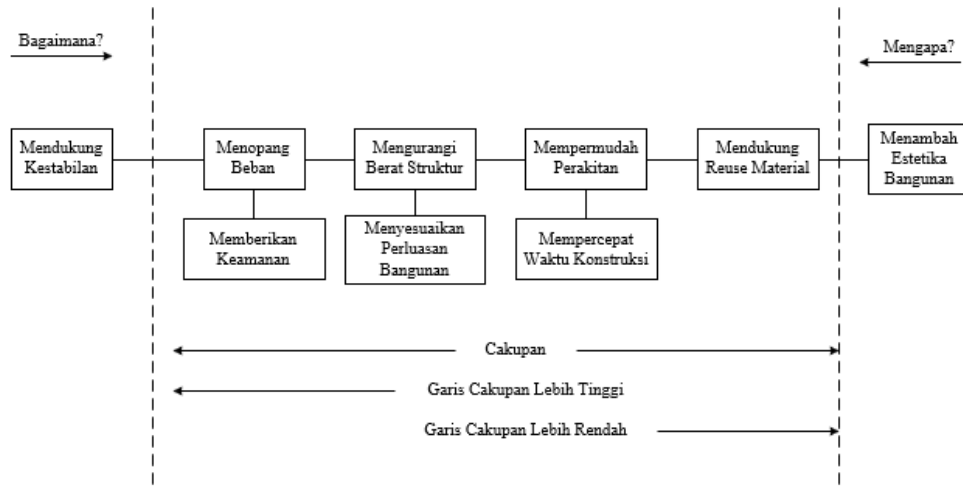 Bagaimana?
Mengapa?
Mendukung
Kestabilan
Menopang
Beban
Mengurangi
Berat Struktur
Mempermudah
Perakitan
Mendukung
Reuse Material
Menambah
Estetika
Bangunan
Memberikan
Keamanan
Menyesuaikan
Perluasan
Bangunan
Mempercepat
Waktu Konstruksi
Cakupan
Garis Cakupan Lebih Tinggi
Garis Cakupan Lebih Rendah